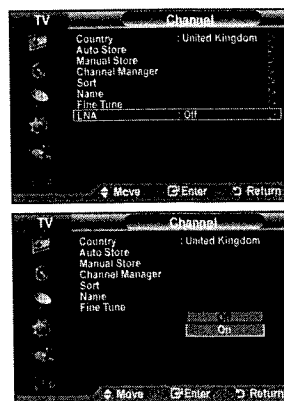 TV Channel
Country : United Kingdom
Auto Store
Manual Store
Channel Manager
Sort
Name
Fine Tune
LNA : Off
Move Enter Return
TV Channel
Country : United Kingdom
Auto Store
Manual Store
Channel Manager
Sort
Name
Fine Tune
On
Move Enter Return